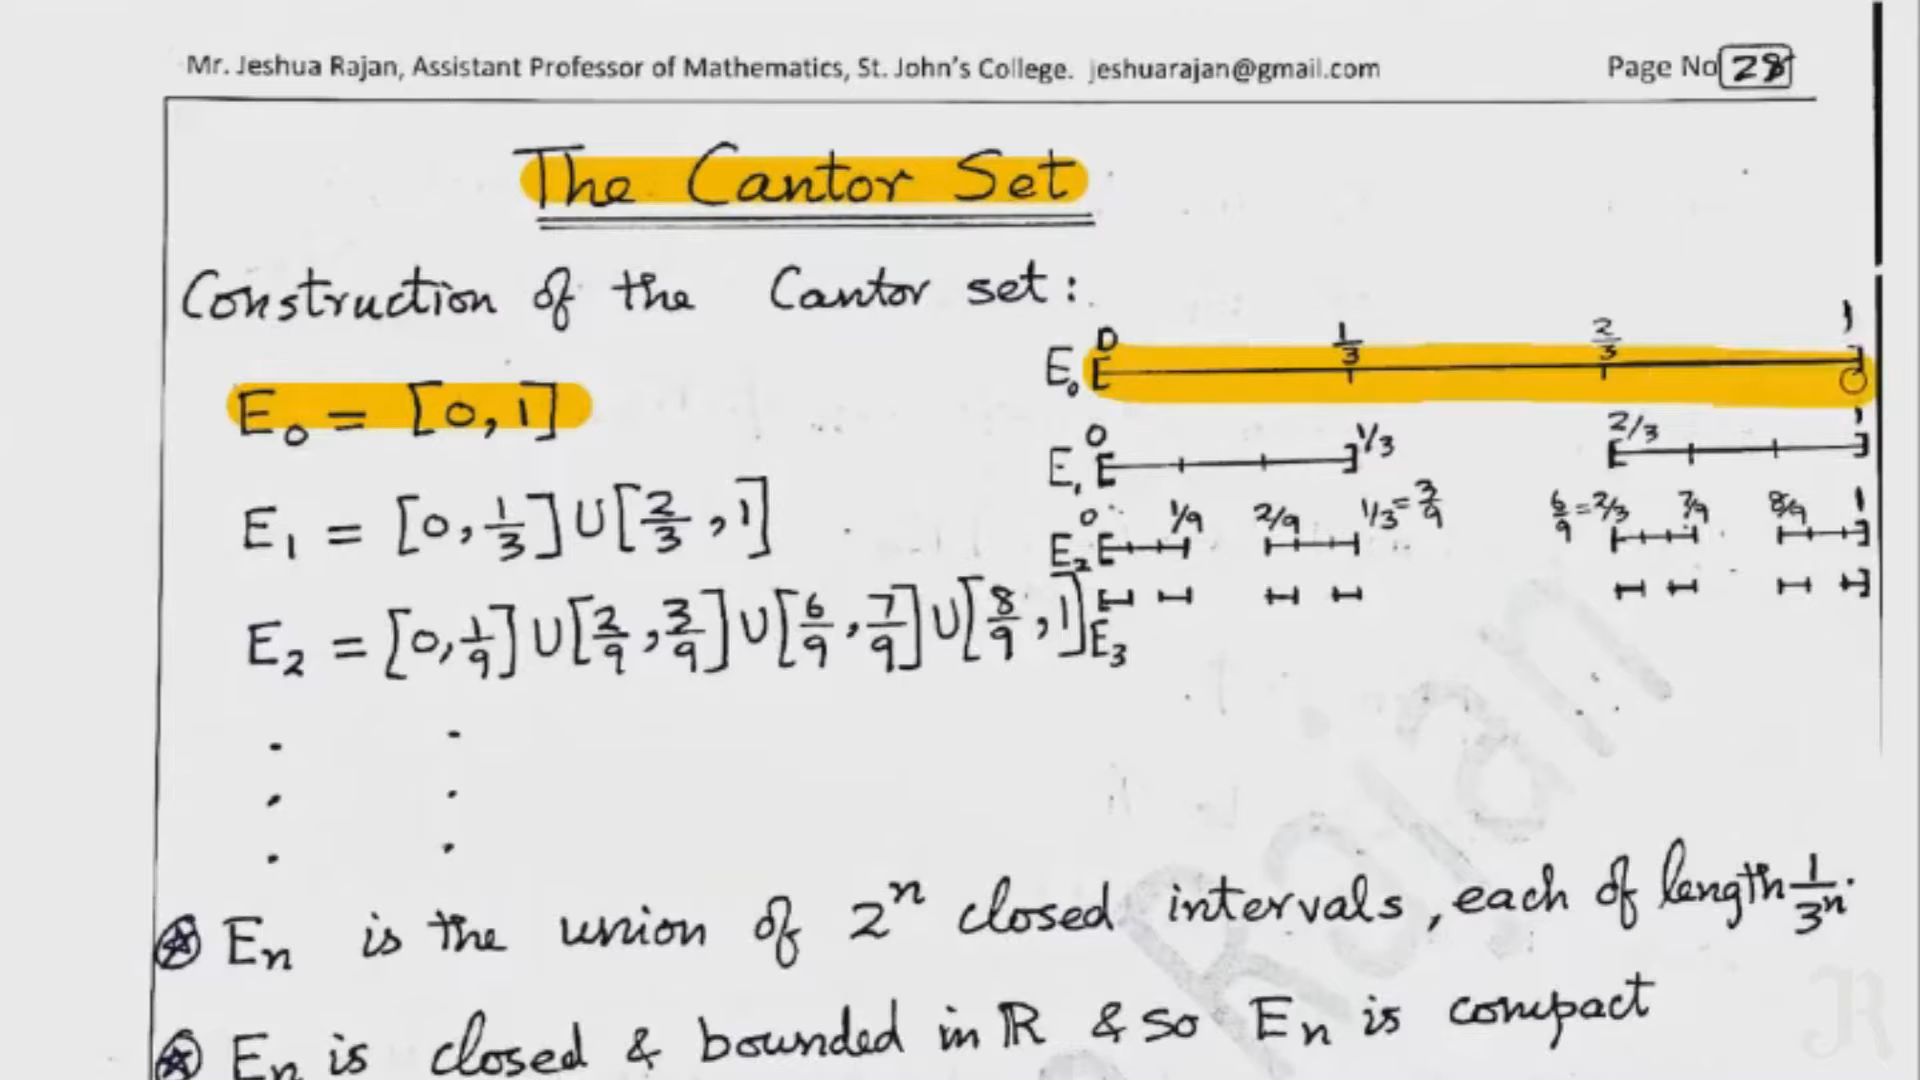 Mr. Jeshua Rajan, Assistant Professor of Mathematics, St. John's College. jeshuarajan@gmail.com Page No 28
The Cantor Set
Construction of the Cantor set:
E₀ = [0,1]
E₁ = [0, 1/3] ∪ [2/3, 1]
E₂ = [0, 1/9] ∪ [2/9, 3/9] ∪ [6/9, 7/9] ∪ [8/9, 1]
E₀ 0 1/3 2/3 1
E₁ 0 1/3 2/3 1
E₂ 0 1/9 2/9 1/3=3/9 6/9=2/3 7/9 8/9 1
E₃
Eₙ is the union of 2ⁿ closed intervals, each of length 1/3ⁿ.
Eₙ is closed & bounded in ℝ & so Eₙ is compact
Rajan
JR